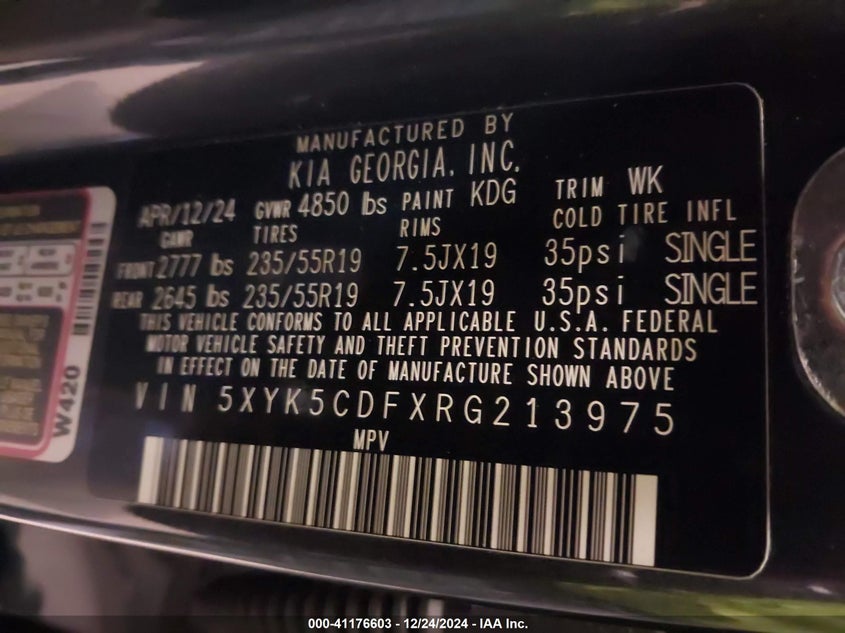 MANUFACTURED BY
KIA GEORGIA, INC.
APR/12/24 GVWR 4850 lbs PAINT KDG TRIM WK
GAWR TIRES RIMS COLD TIRE INFL
FRONT 2777 lbs 235/55R19 7.5JX19 35psi SINGLE
REAR 2645 lbs 235/55R19 7.5JX19 35psi SINGLE
THIS VEHICLE CONFORMS TO ALL APPLICABLE U.S.A. FEDERAL
MOTOR VEHICLE SAFETY AND THEFT PREVENTION STANDARDS
IN EFFECT ON THE DATE OF MANUFACTURE SHOWN ABOVE
VIN 5XYK5CDFXRG213975
MPV
W420
000-41176603 - 12/24/2024 - IAA Inc.